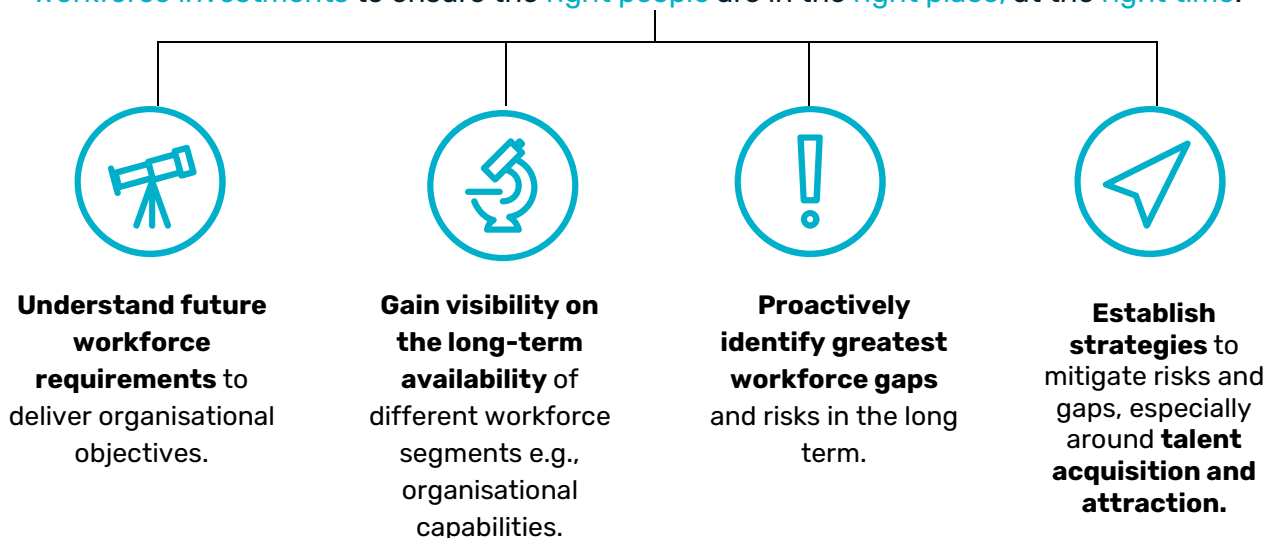 workforce investments to ensure the right people are in the right place, at the right time.
Understand future
workforce
requirements to
deliver organisational
objectives.
Gain visibility on
the long-term
availability of
different workforce
segments e.g.,
organisational
capabilities.
Proactively
identify greatest
workforce gaps
and risks in the long
term.
Establish
strategies to
mitigate risks and
gaps, especially
around talent
acquisition and
attraction.